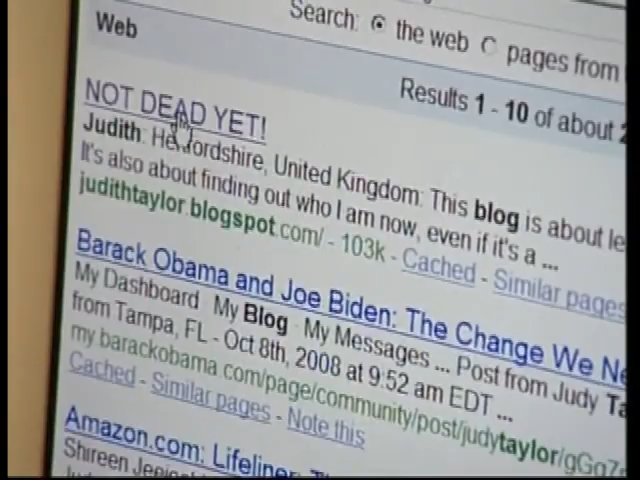 Search: the web pages from
Web
Results 1 - 10 of about
NOT DEAD YET!
Judith: Hertfordshire, United Kingdom: This blog is about le
It's also about finding out who I am now, even if it's a ...
judithtaylor.blogspot.com/ - 103k - Cached - Similar pages
Barack Obama and Joe Biden: The Change We Ne
My Dashboard · My Blog · My Messages ... Post from Judy Ta
from Tampa, FL - Oct 8th, 2008 at 9:52 am EDT ...
my.barackobama.com/page/community/post/judytaylor/gGg7
Cached - Similar pages - Note this
Amazon.com: Lifeliner:
Shireen